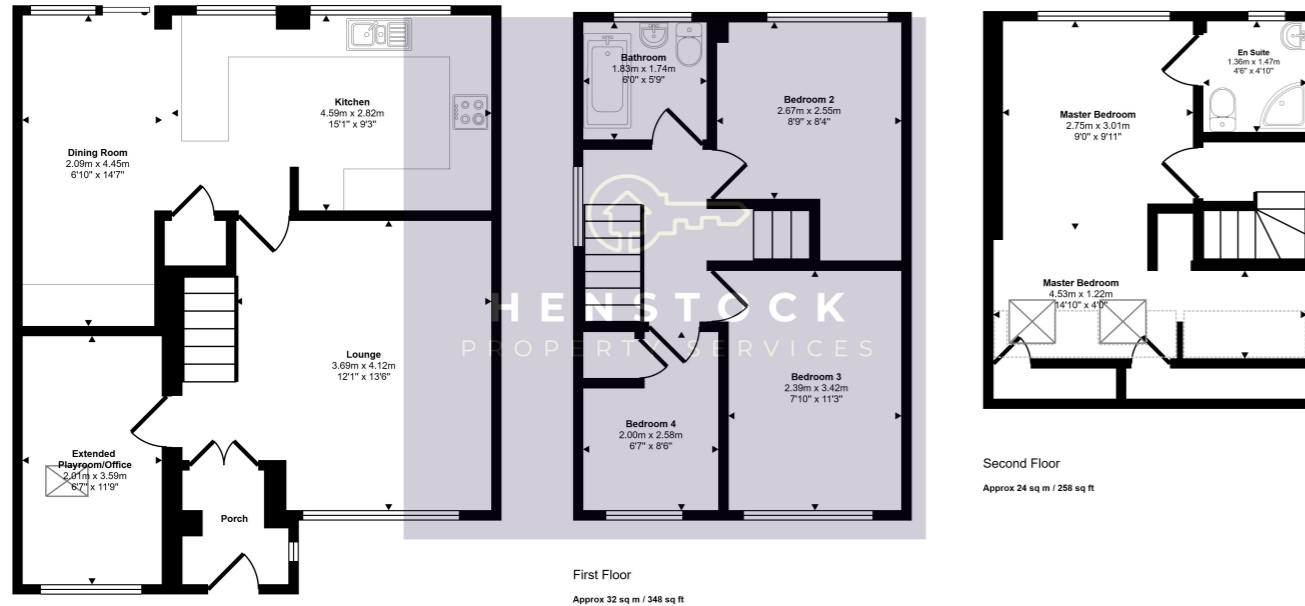 Bathroom
1.83m x 1.74m
6'0" x 5'9"
En Suite
1.36m x 1.47m
4'6" x 4'10"
Kitchen
4.59m x 2.82m
15'1" x 9'3"
Bedroom 2
2.67m x 2.55m
8'9" x 8'4"
Master Bedroom
2.75m x 3.01m
9'0" x 9'11"
Dining Room
2.09m x 4.45m
6'10" x 14'7"
Master Bedroom
4.53m x 1.22m
14'10" x 4'0"
HENSTOCK
PROPERTY SERVICES
Lounge
3.69m x 4.12m
12'1" x 13'6"
Bedroom 3
2.39m x 3.42m
7'10" x 11'3"
Bedroom 4
2.00m x 2.58m
6'7" x 8'6"
Extended
Playroom/Office
2.01m x 3.59m
6'7" x 11'9"
Porch
Second Floor
Approx 24 sq m / 258 sq ft
First Floor
Approx 32 sq m / 348 sq ft